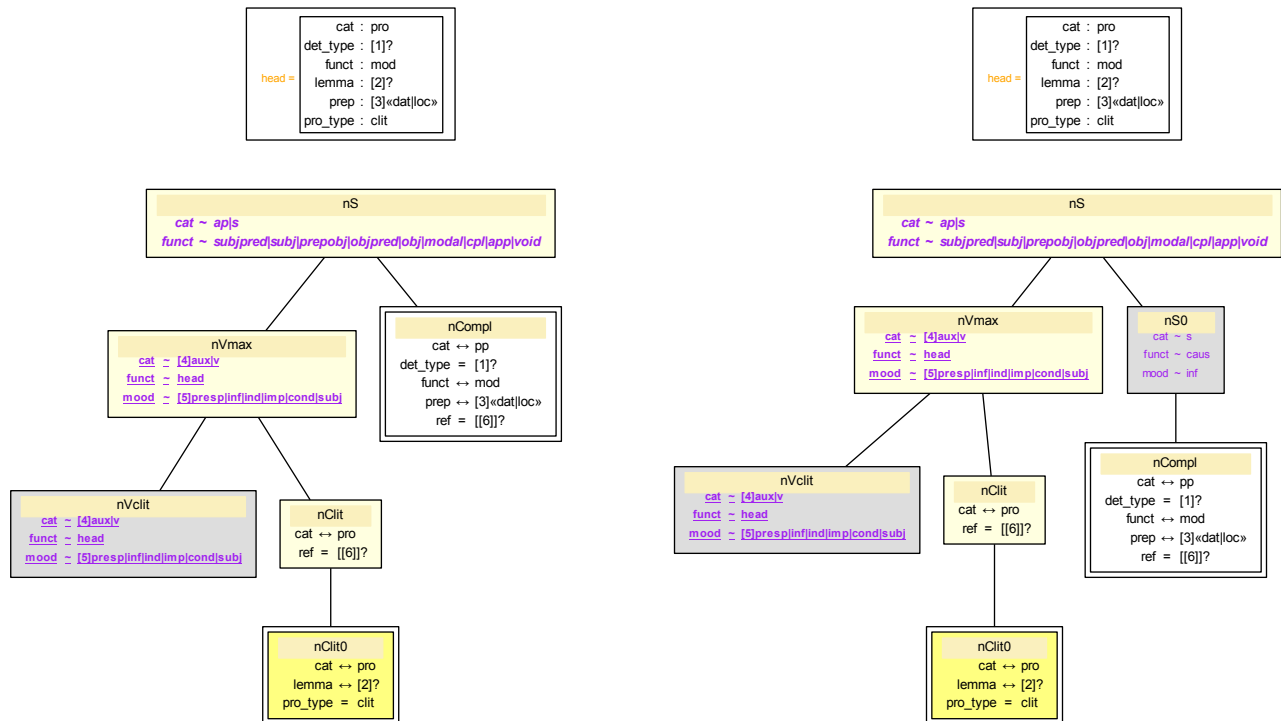 cat : pro
det_type : [1]?
funct : mod
head =
lemma : [2]?
prep : [3]«dat|loc»
pro_type : clit
nS
cat ~ ap|s
funct ~ subjpred|subj|prepobj|objpred|obj|modal|cpl|app|void
nVmax
cat ~ [4]aux|v
funct ~ head
mood ~ [5]presp|inf|ind|imp|cond|subj
nCompl
cat ↔ pp
det_type = [1]?
funct ↔ mod
prep ↔ [3]«dat|loc»
ref = [[6]]?
nVclit
cat ~ [4]aux|v
funct ~ head
mood ~ [5]presp|inf|ind|imp|cond|subj
nClit
cat ↔ pro
ref = [[6]]?
nClit0
cat ↔ pro
lemma ↔ [2]?
pro_type = clit
cat : pro
det_type : [1]?
funct : mod
head =
lemma : [2]?
prep : [3]«dat|loc»
pro_type : clit
nS
cat ~ ap|s
funct ~ subjpred|subj|prepobj|objpred|obj|modal|cpl|app|void
nVmax
cat ~ [4]aux|v
funct ~ head
mood ~ [5]presp|inf|ind|imp|cond|subj
nS0
cat ~ s
funct ~ caus
mood ~ inf
nVclit
cat ~ [4]aux|v
funct ~ head
mood ~ [5]presp|inf|ind|imp|cond|subj
nClit
cat ↔ pro
ref = [[6]]?
nCompl
cat ↔ pp
det_type = [1]?
funct ↔ mod
prep ↔ [3]«dat|loc»
ref = [[6]]?
nClit0
cat ↔ pro
lemma ↔ [2]?
pro_type = clit